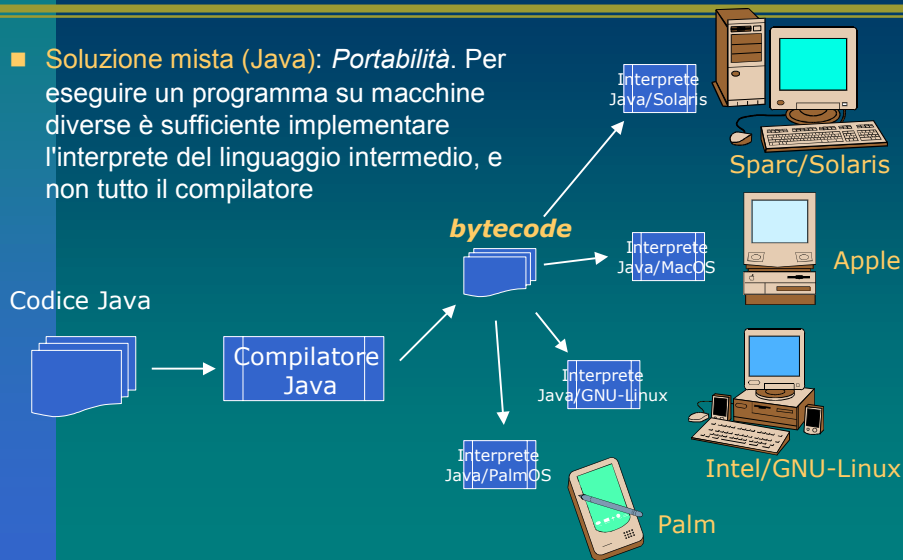 Soluzione mista (Java): Portabilità. Per
eseguire un programma su macchine
diverse è sufficiente implementare
l'interprete del linguaggio intermedio, e
non tutto il compilatore
Interprete
Java/Solaris
Sparc/Solaris
bytecode
Interprete
Java/MacOS
Apple
Codice Java
Compilatore
Java
Interprete
Java/GNU-Linux
Intel/GNU-Linux
Interprete
Java/PalmOS
Palm